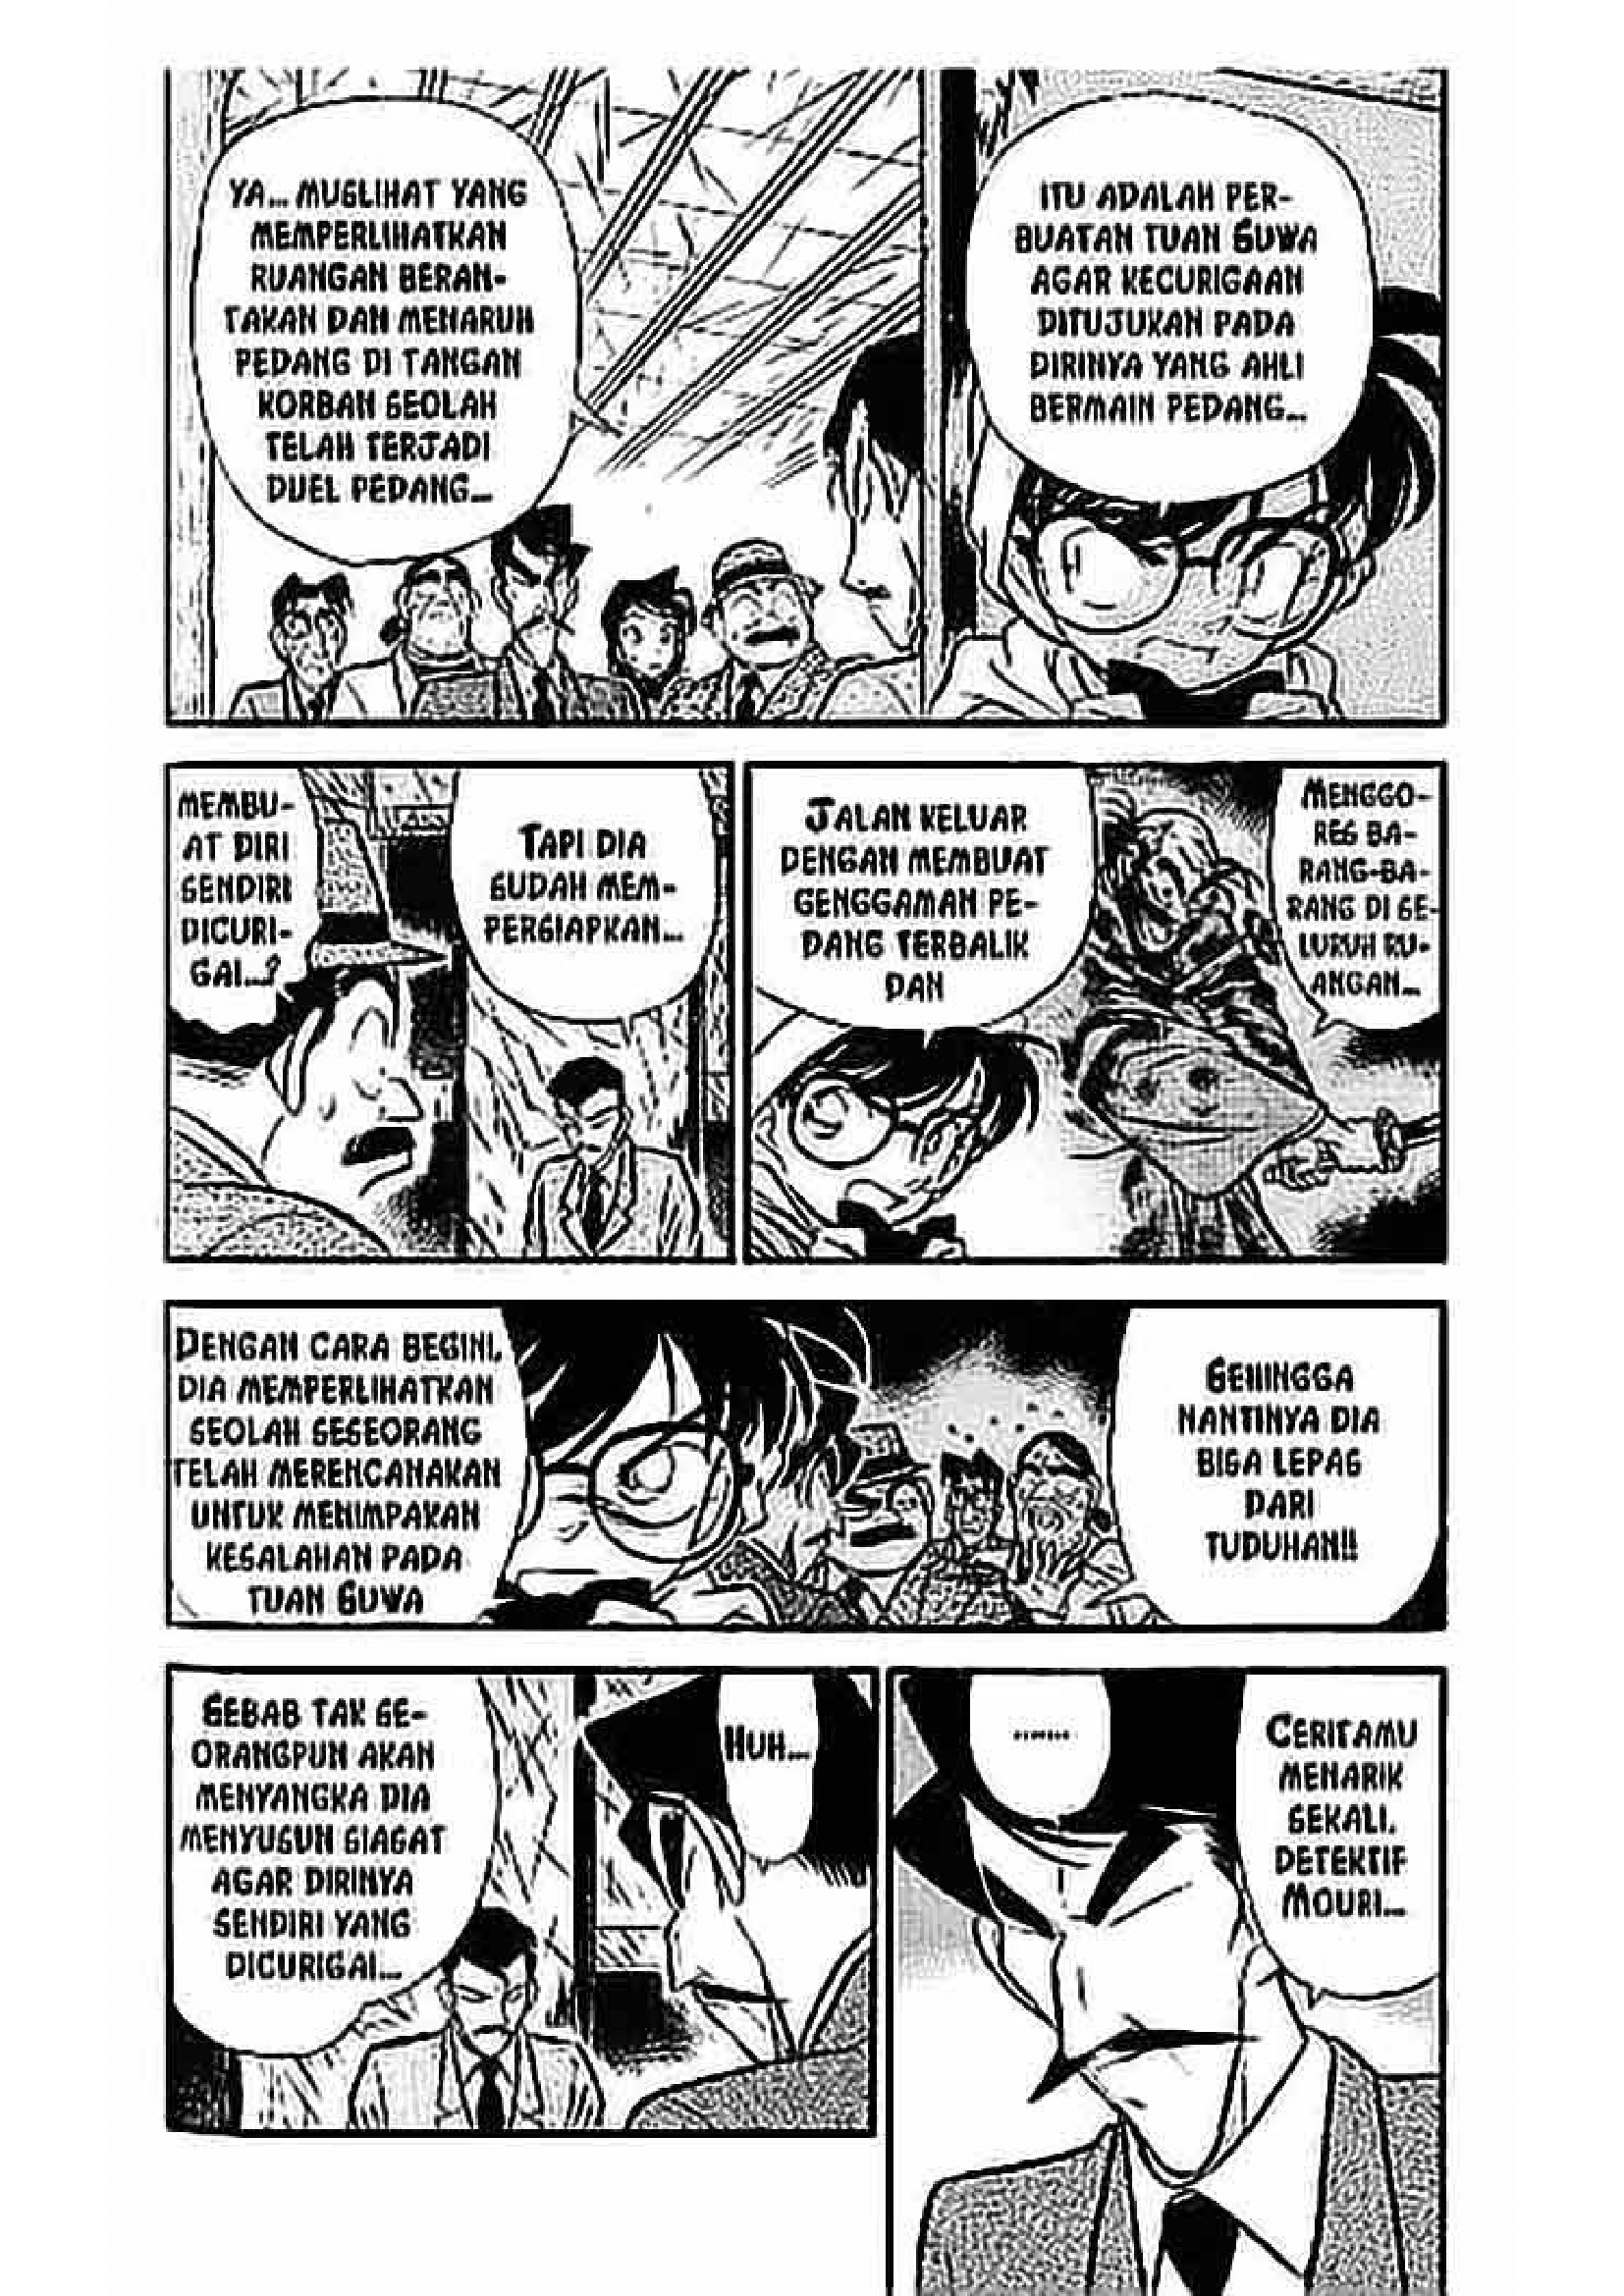 YA... MUSLIHAT YANG
MEMPERLIHATKAN
RUANGAN BERAN-
TAKAN DAN MENARUH
PEDANG DI TANGAN
KORBAN SEOLAH
TELAH TERJADI
DUEL PEDANG...
ITU ADALAH PER-
BUATAN TUAN SUWA
AGAR KECURIGAAN
DITUJUKAN PADA
DIRINYA YANG AHLI
BERMAIN PEDANG...
MEMBU-
AT DIRI
SENDIRI
DICURI-
GAI...?
TAPI DIA
SUDAH MEM-
PERSIAPKAN...
JALAN KELUAR
DENGAN MEMBUAT
GENGGAMAN PE-
DANG TERBALIK
DAN
MENGGO-
RES BA-
RANG-BA-
RANG DI SE-
LURUH RU-
ANGAN...
DENGAN CARA BEGINI,
DIA MEMPERLIHATKAN
SEOLAH SESEORANG
TELAH MERENCANAKAN
UNTUK MENIMPAKAN
KESALAHAN PADA
TUAN SUWA
SEHINGGA
NANTINYA DIA
BISA LEPAS
DARI
TUDUHAN!!
SEBAB TAK SE-
ORANGPUN AKAN
MENYANGKA DIA
MENYUSUN SIASAT
AGAR DIRINYA
SENDIRI YANG
DICURIGAI...
HUH...
.......
CERITAMU
MENARIK
SEKALI,
DETEKTIF
MOURI...